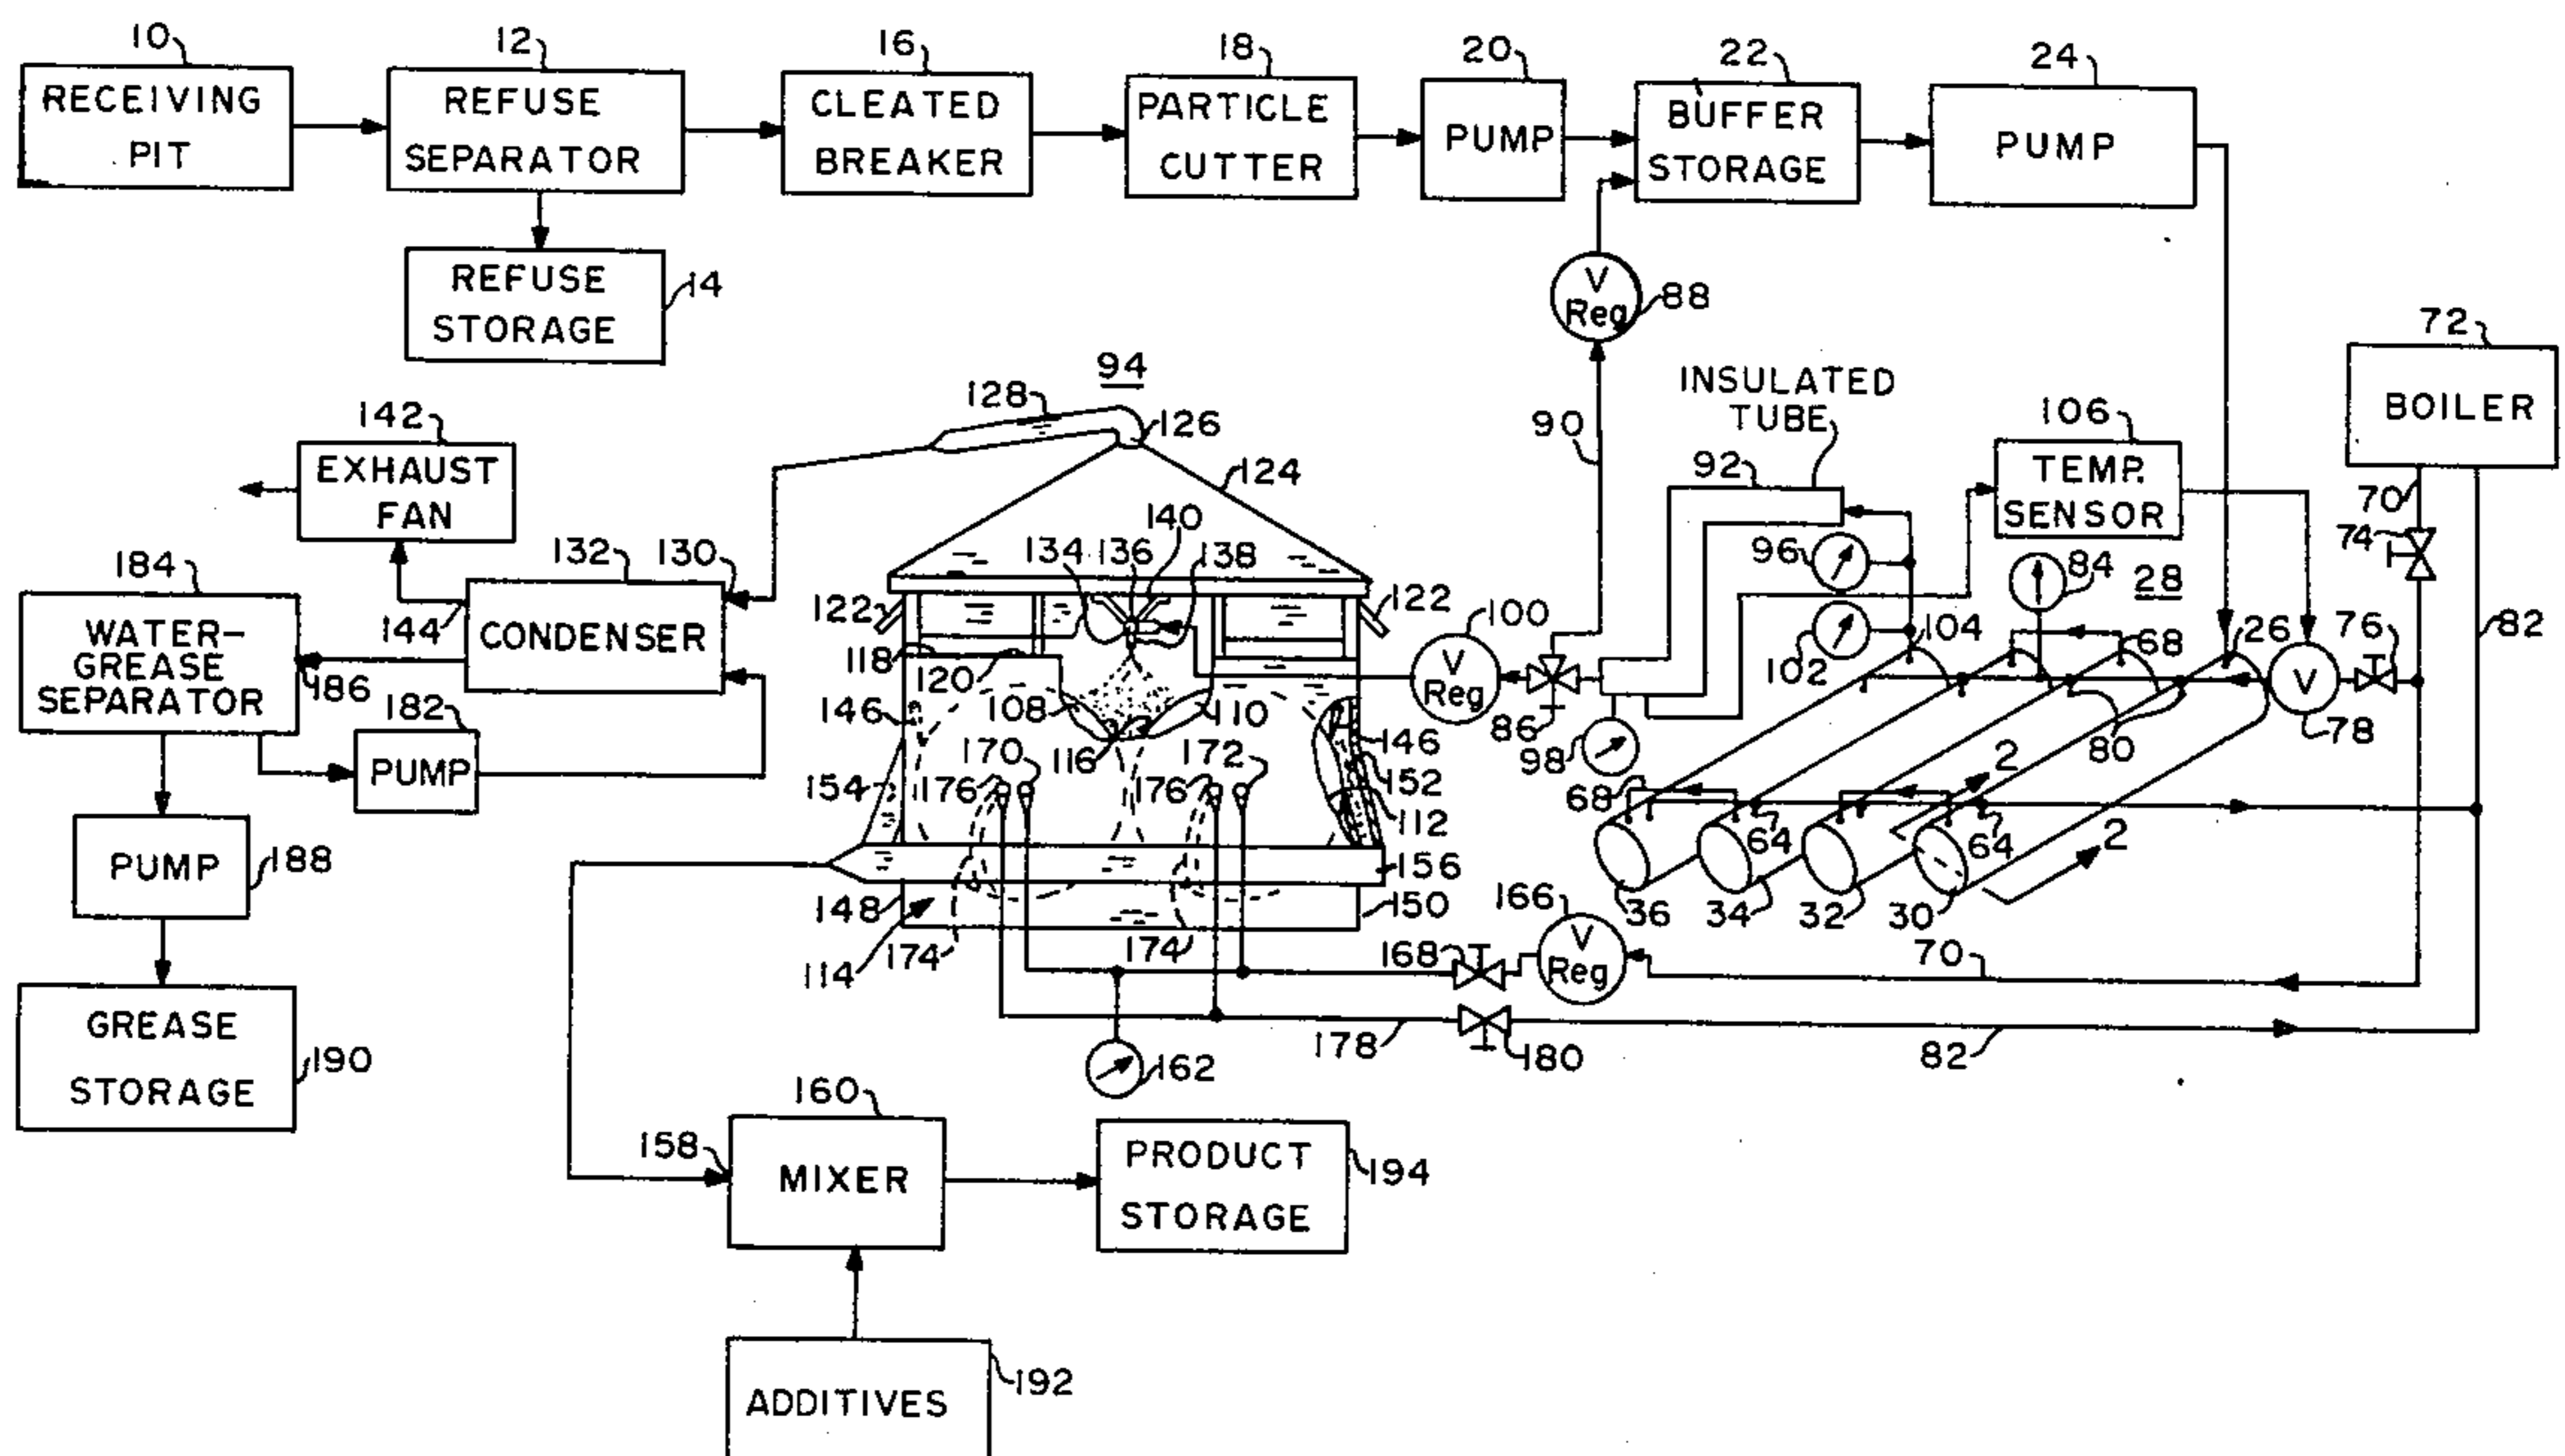 10
12
16
18
20
22
24
RECEIVING
PIT
REFUSE
SEPARATOR
CLEATED
BREAKER
PARTICLE
CUTTER
PUMP
BUFFER
STORAGE
PUMP
REFUSE
STORAGE
14
V
Reg
88
72
BOILER
94
128
126
124
INSULATED
TUBE
90
92
106
TEMP.
SENSOR
70
74
142
EXHAUST
FAN
132
130
144
CONDENSER
184
WATER-
GREASE
SEPARATOR
186
182
PUMP
134
136
140
138
122
122
118
120
108
110
116
146
146
170
172
176
176
154
152
112
156
148
150
174
174
114
100
V
Reg
86
98
96
102
104
84
28
68
26
76
V
78
80
82
68
64
64
2
2
36
34
32
30
PUMP
188
GREASE
STORAGE
190
166
V
Reg
168
70
178
180
82
162
160
158
MIXER
PRODUCT
STORAGE
194
ADDITIVES
192